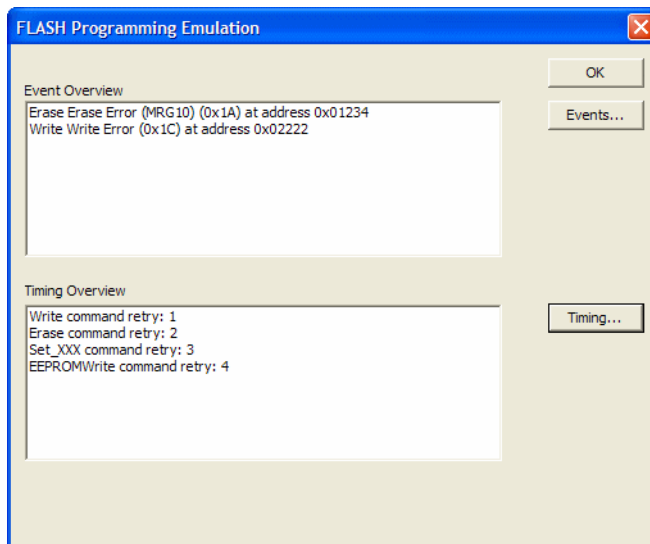 FLASH Programming Emulation
OK
Event Overview
Events...
Erase Erase Error (MRG10) (0x1A) at address 0x01234
Write Write Error (0x1C) at address 0x02222
Timing Overview
Timing...
Write command retry: 1
Erase command retry: 2
Set_XXX command retry: 3
EEPROMWrite command retry: 4